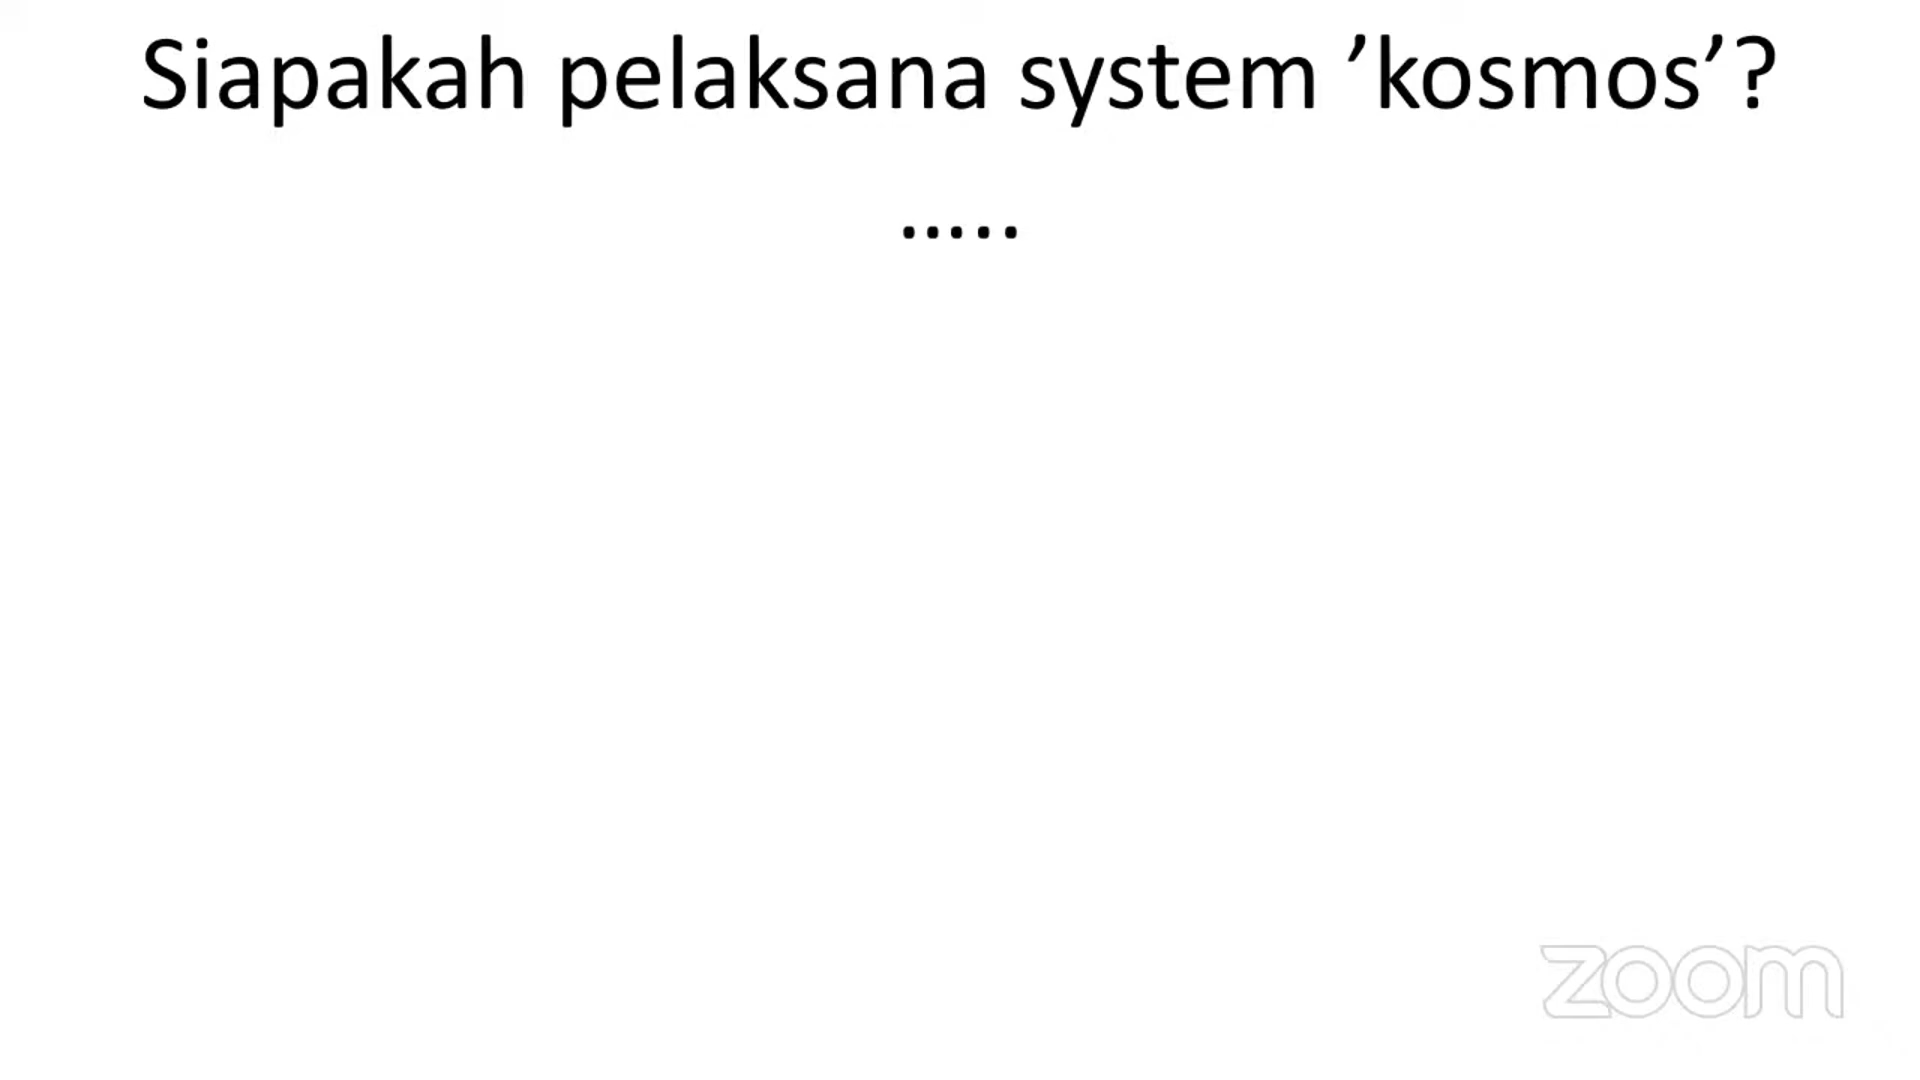 Siapakah pelaksana system ’kosmos’?
.....
zoom